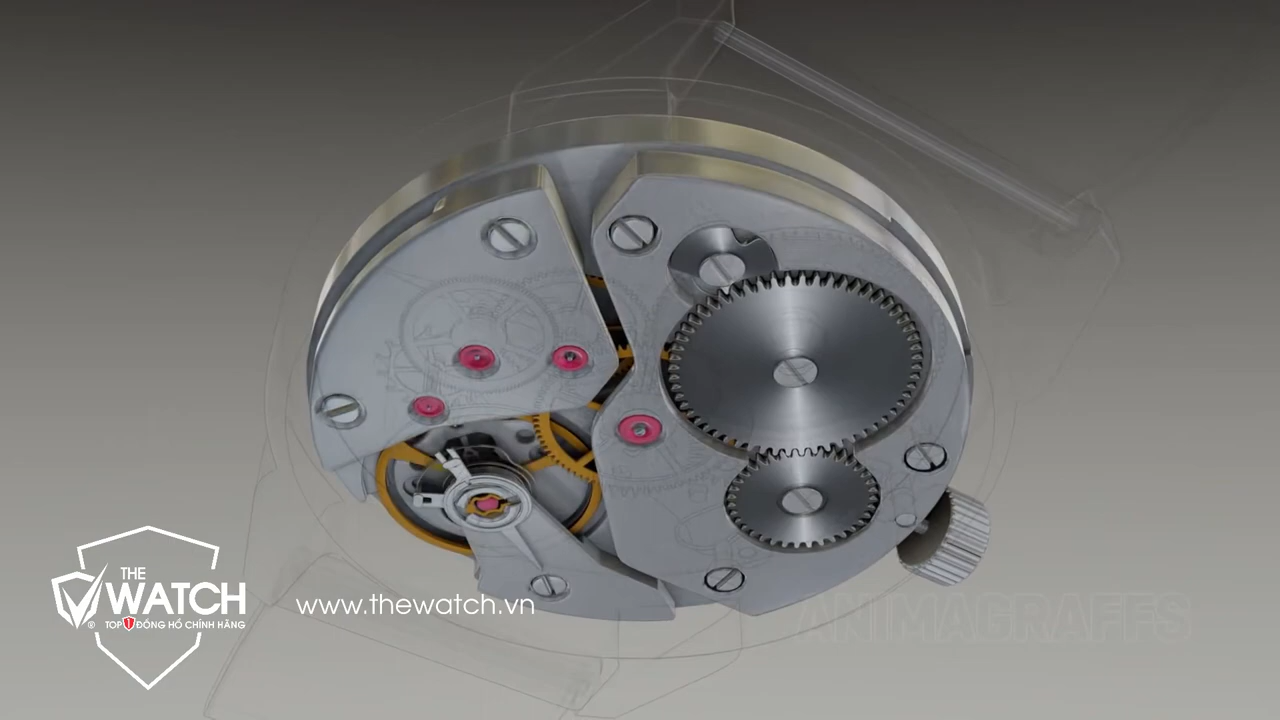 THE
WATCH
®
TOP 1 ĐỒNG HỒ CHÍNH HÃNG
www.thewatch.vn
ANIMAGRAFFS